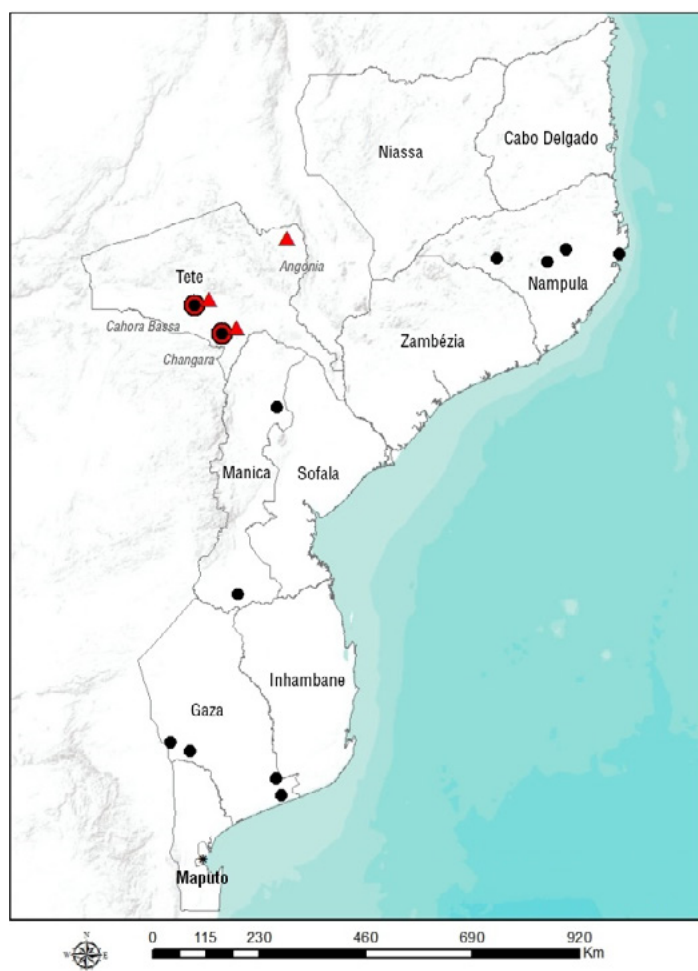 Cabo Delgado
Niassa
Angonia
Tete
Nampula
Cahora Bassa
Zambézia
Changara
Manica
Sofala
Inhambane
Gaza
Maputo
N
W E
S
0 115 230 460 690 920
Km